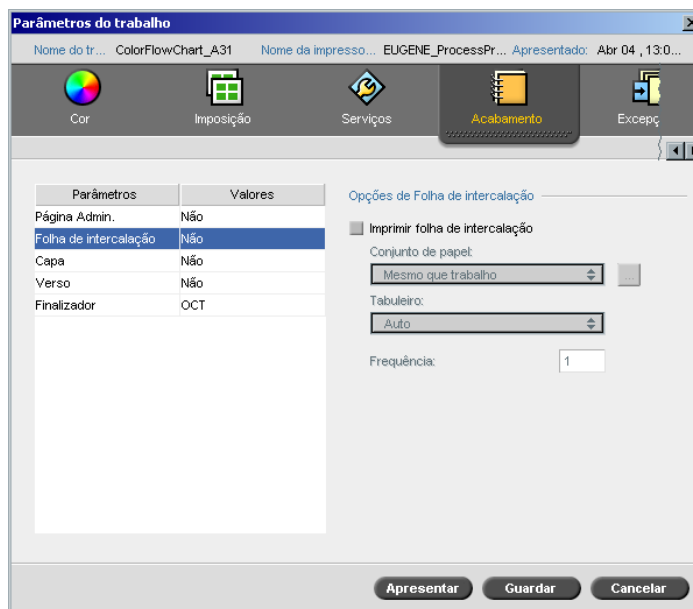 Parâmetros do trabalho
Nome do tr... ColorFlowChart_A31 Nome da impresso... EUGENE_ProcessPr... Apresentado: Abr 04 , 13:0...
Cor Imposição Serviços Acabamento Excepç
Parâmetros Valores
Página Admin. Não
Folha de intercalação Não
Capa Não
Verso Não
Finalizador OCT
Opções de Folha de intercalação
Imprimir folha de intercalação
Conjunto de papel:
Mesmo que trabalho ...
Tabuleiro:
Auto
Frequência: 1
Apresentar Guardar Cancelar